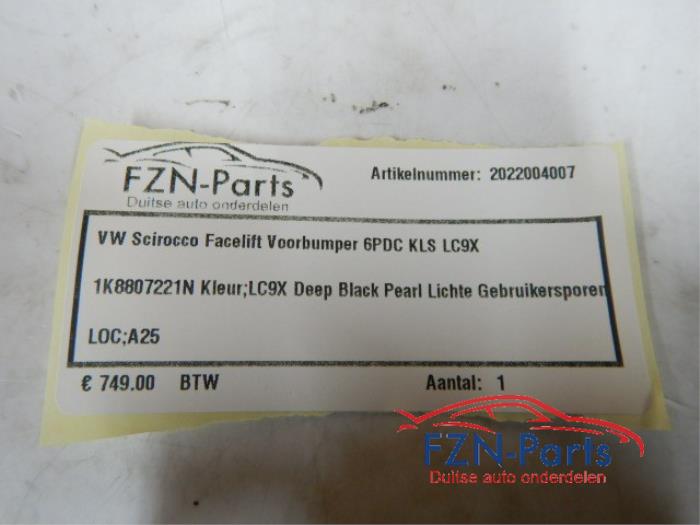 FZN-Parts
Duitse auto onderdelen
Artikelnummer: 2022004007
VW Scirocco Facelift Voorbumper 6PDC KLS LC9X
1K8807221N Kleur;LC9X Deep Black Pearl Lichte Gebruikersporen
LOC;A25
€ 749.00 BTW Aantal: 1
FZN-Parts
Duitse auto onderdelen